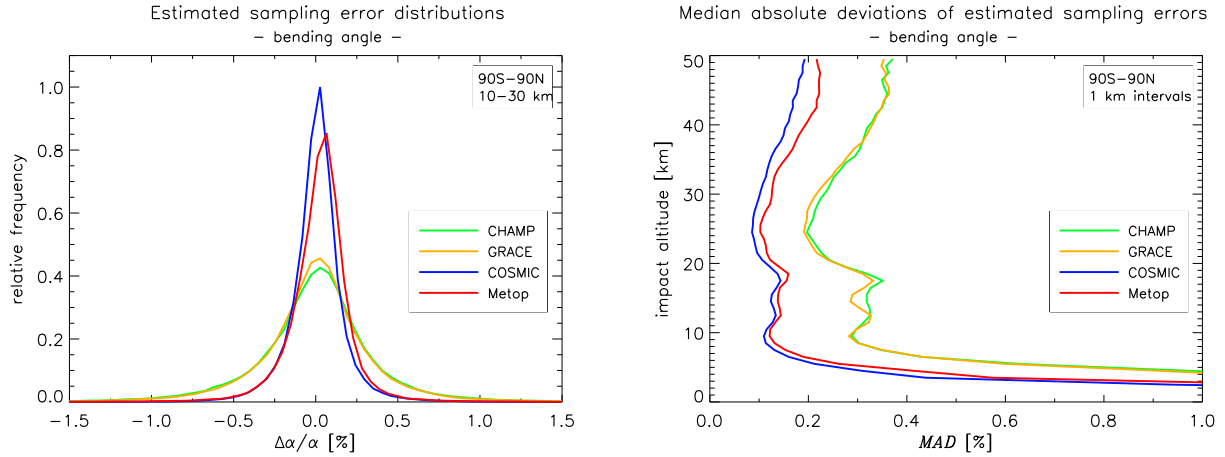 Estimated sampling error distributions
– bending angle –
90S–90N
10–30 km
relative frequency
1.0
0.8
0.6
0.4
0.2
0.0
CHAMP
GRACE
COSMIC
Metop
−1.5 −1.0 −0.5 0.0 0.5 1.0 1.5
Δα/α [%]
Median absolute deviations of estimated sampling errors
– bending angle –
90S–90N
1 km intervals
impact altitude [km]
50
40
30
20
10
0
CHAMP
GRACE
COSMIC
Metop
0.0 0.2 0.4 0.6 0.8 1.0
MAD [%]